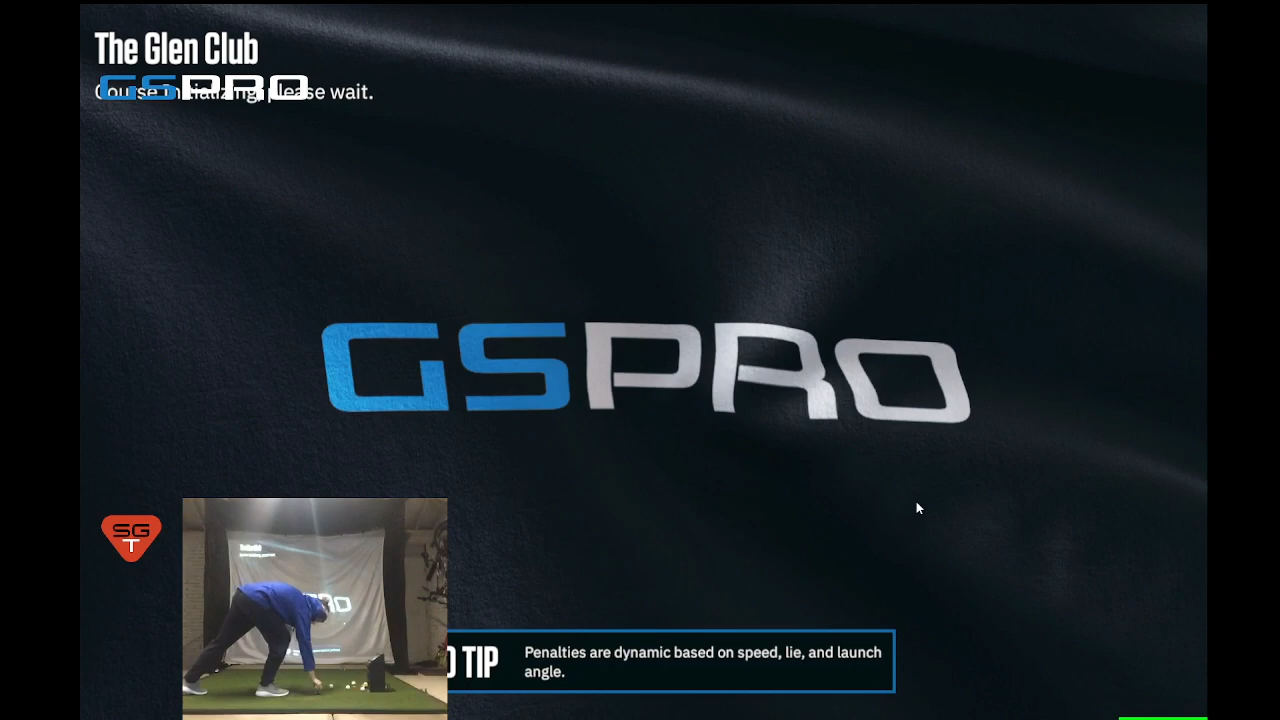 The Glen Club
GSPRO
Course Initializing, please wait.
GSPRO
SG
T
O TIP
Penalties are dynamic based on speed, lie, and launch
angle.